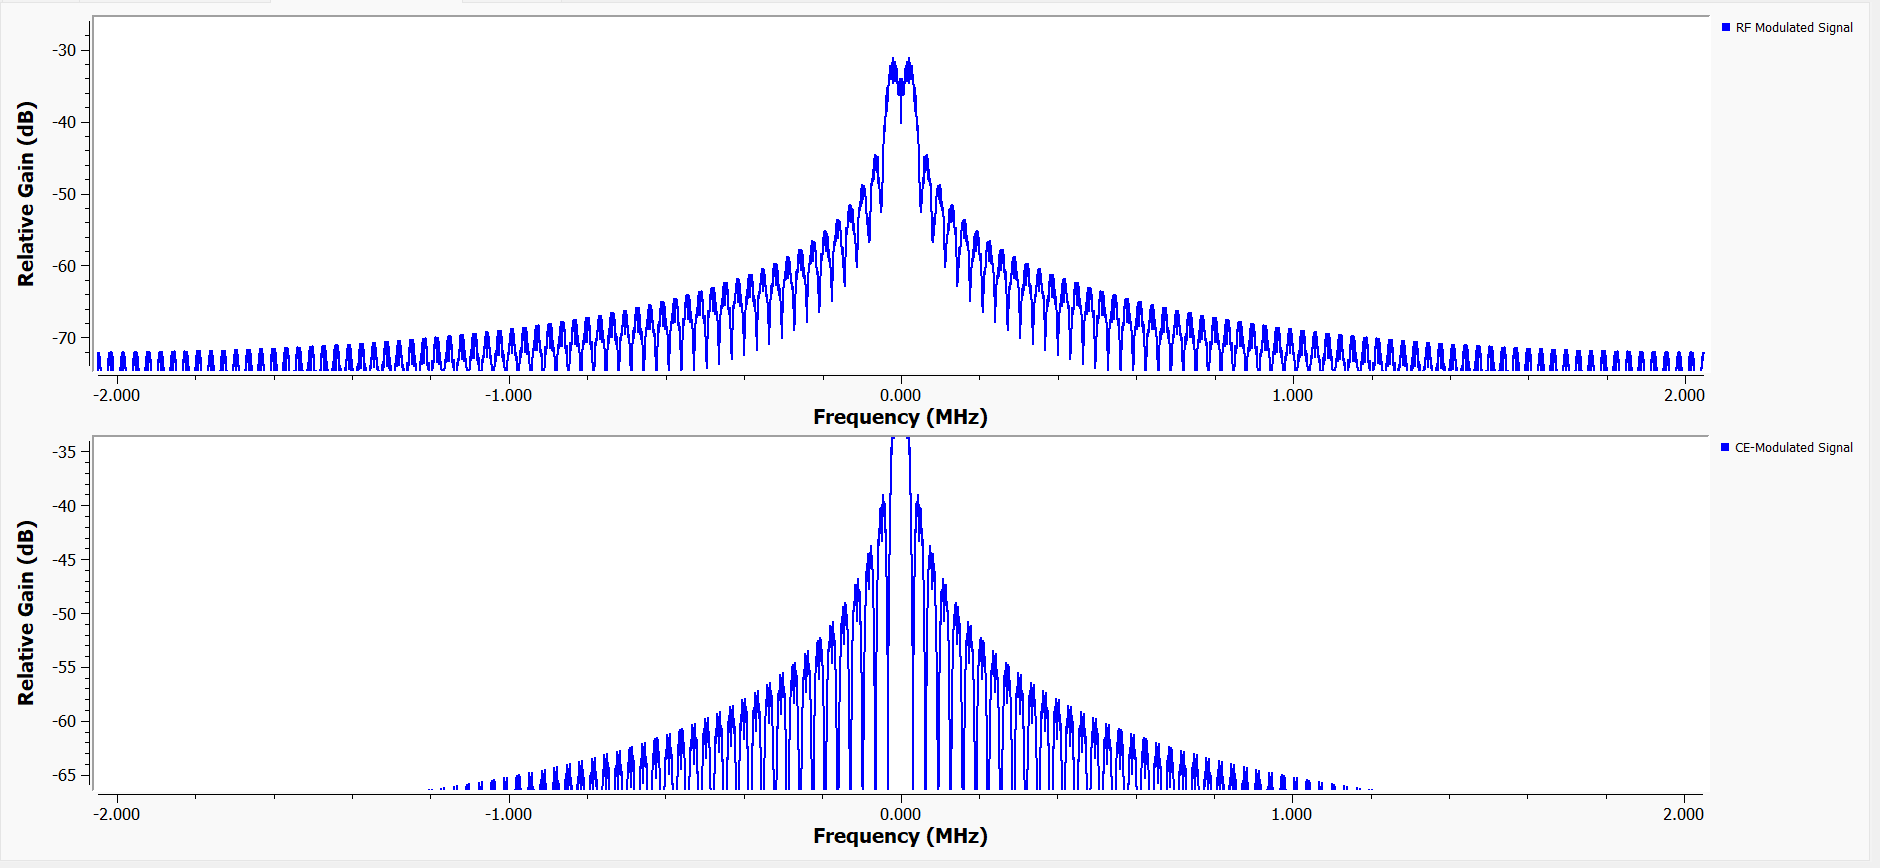 RF Modulated Signal
Relative Gain (dB)
-30
-40
-50
-60
-70
-2.000 -1.000 0.000 1.000 2.000
Frequency (MHz)
CE-Modulated Signal
Relative Gain (dB)
-35
-40
-45
-50
-55
-60
-65
-2.000 -1.000 0.000 1.000 2.000
Frequency (MHz)